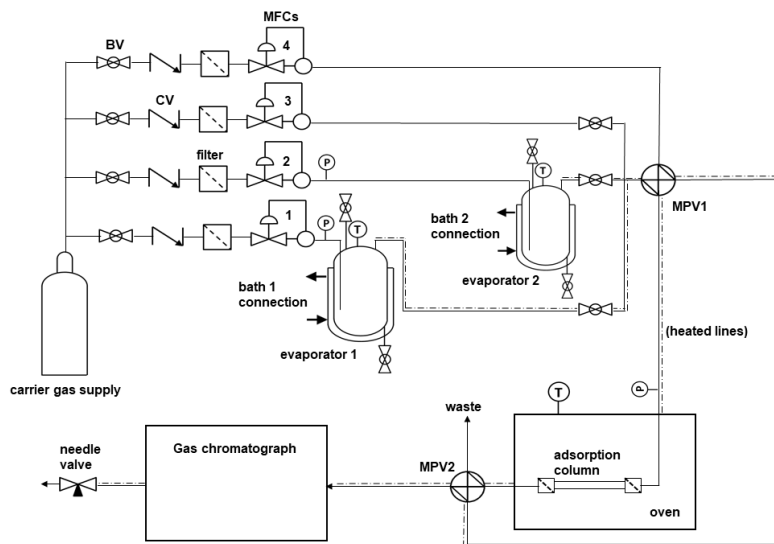 MFCs
BV
4
CV
3
filter
2
P
T
MPV1
1
P
T
bath 2
connection
evaporator 2
bath 1
connection
evaporator 1
(heated lines)
carrier gas supply
P
T
waste
needle
valve
Gas chromatograph
MPV2
adsorption
column
oven